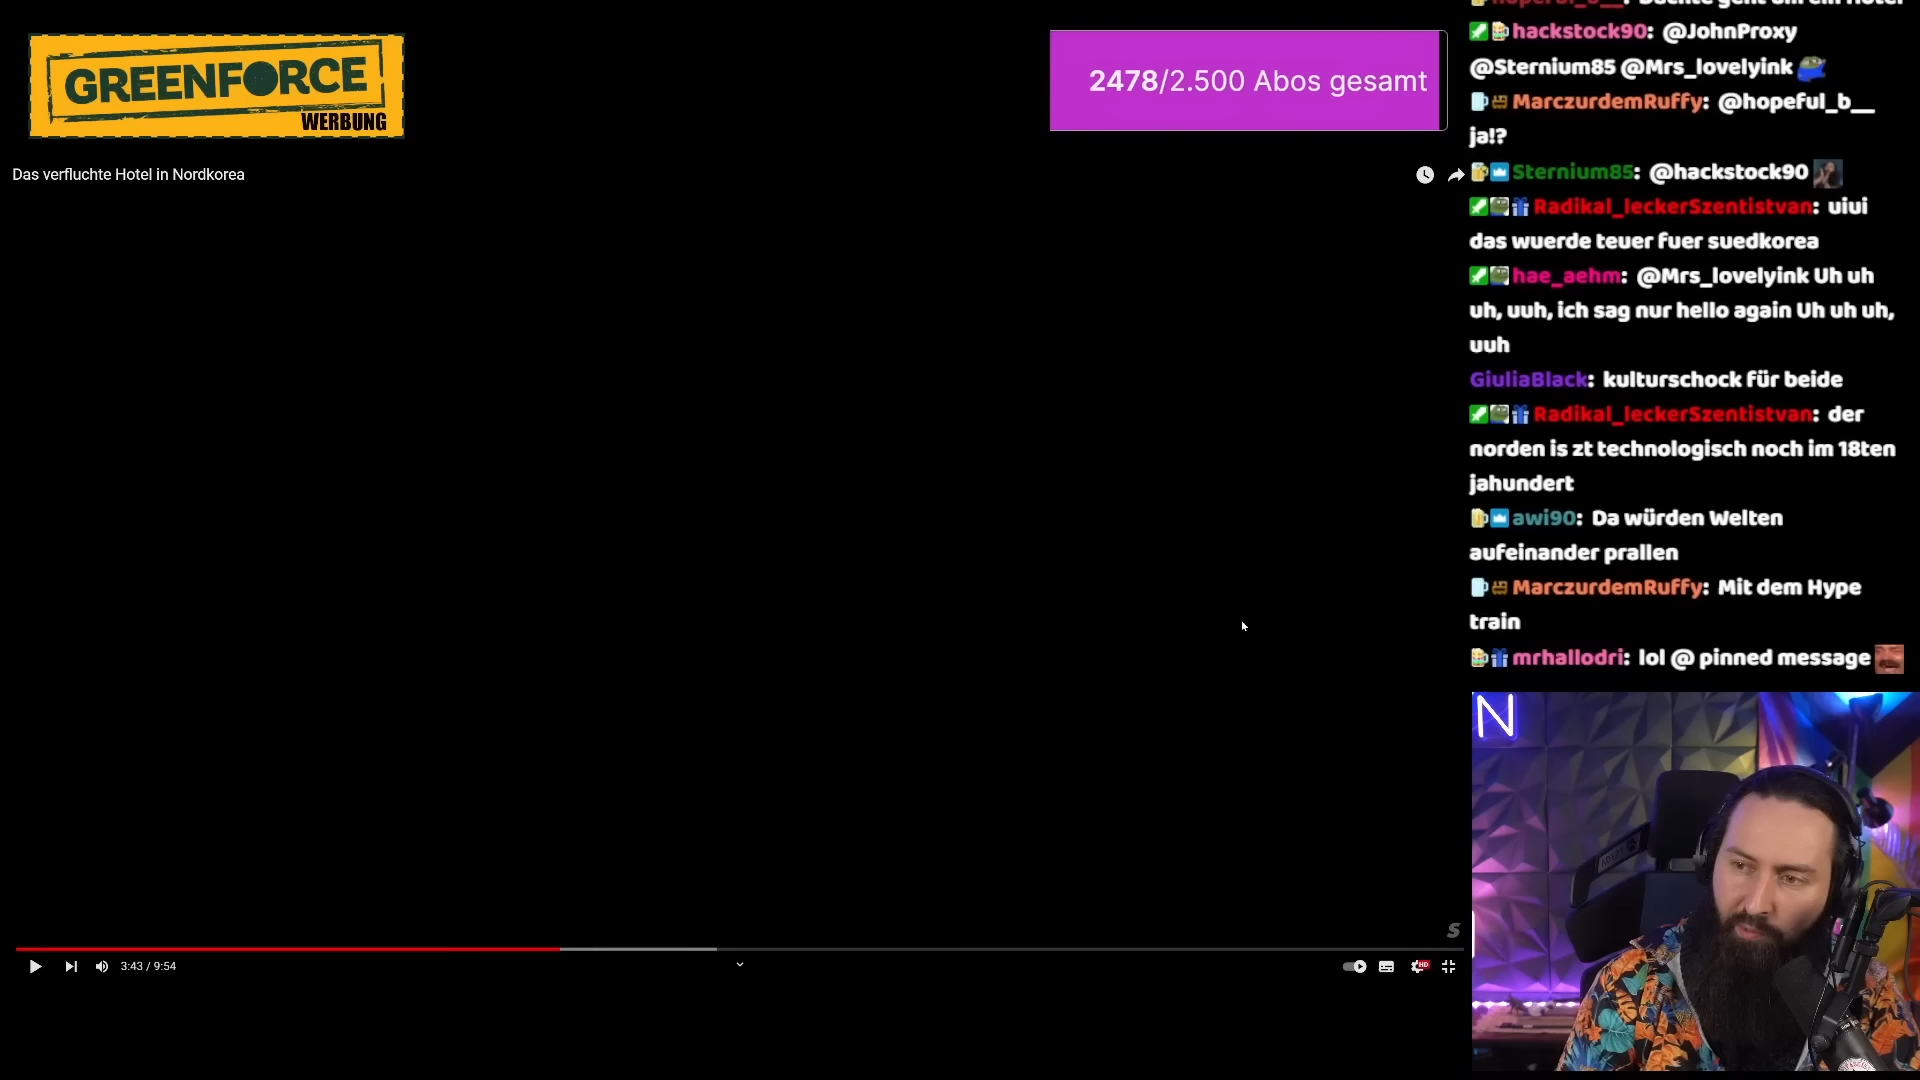 GREENFORCE
WERBUNG
2478/2.500 Abos gesamt
Das verfluchte Hotel in Nordkorea
hackstock90: @JohnProxy
@Sternium85 @Mrs_lovelyink
MarczurdemRuffy: @hopeful_b__
ja!?
Sternium85: @hackstock90
Radikal_leckerSzentistvan: uiui
das wuerde teuer fuer suedkorea
hae_aehm: @Mrs_lovelyink Uh uh
uh, uuh, ich sag nur hello again Uh uh uh,
uuh
GiuliaBlack: kulturschock für beide
Radikal_leckerSzentistvan: der
norden is zt technologisch noch im 18ten
jahundert
awi90: Da würden Welten
aufeinander prallen
MarczurdemRuffy: Mit dem Hype
train
mrhallodri: lol @ pinned message
N
S
3:43 / 9:54
HD